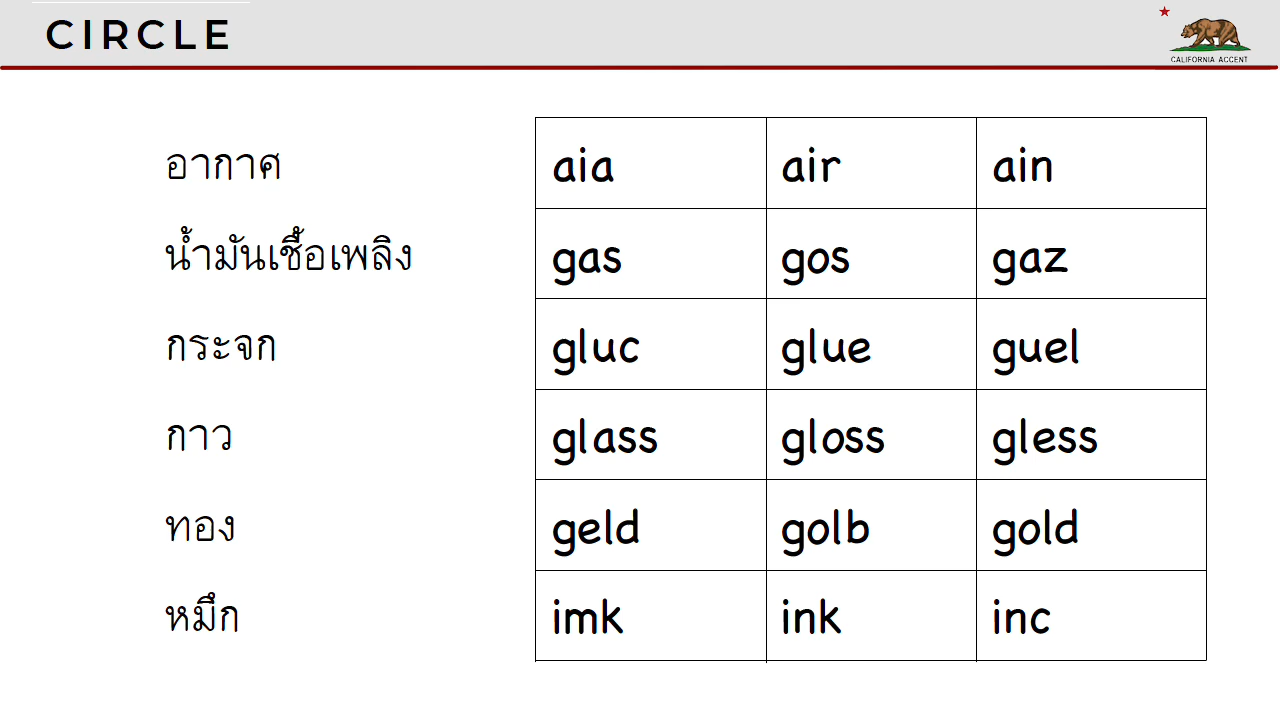 CIRCLE
CALIFORNIA ACCENT
อากาศ aia air ain
น้ำมันเชื้อเพลิง gas gos gaz
กระจก gluc glue guel
กาว glass gloss gless
ทอง geld golb gold
หมึก imk ink inc